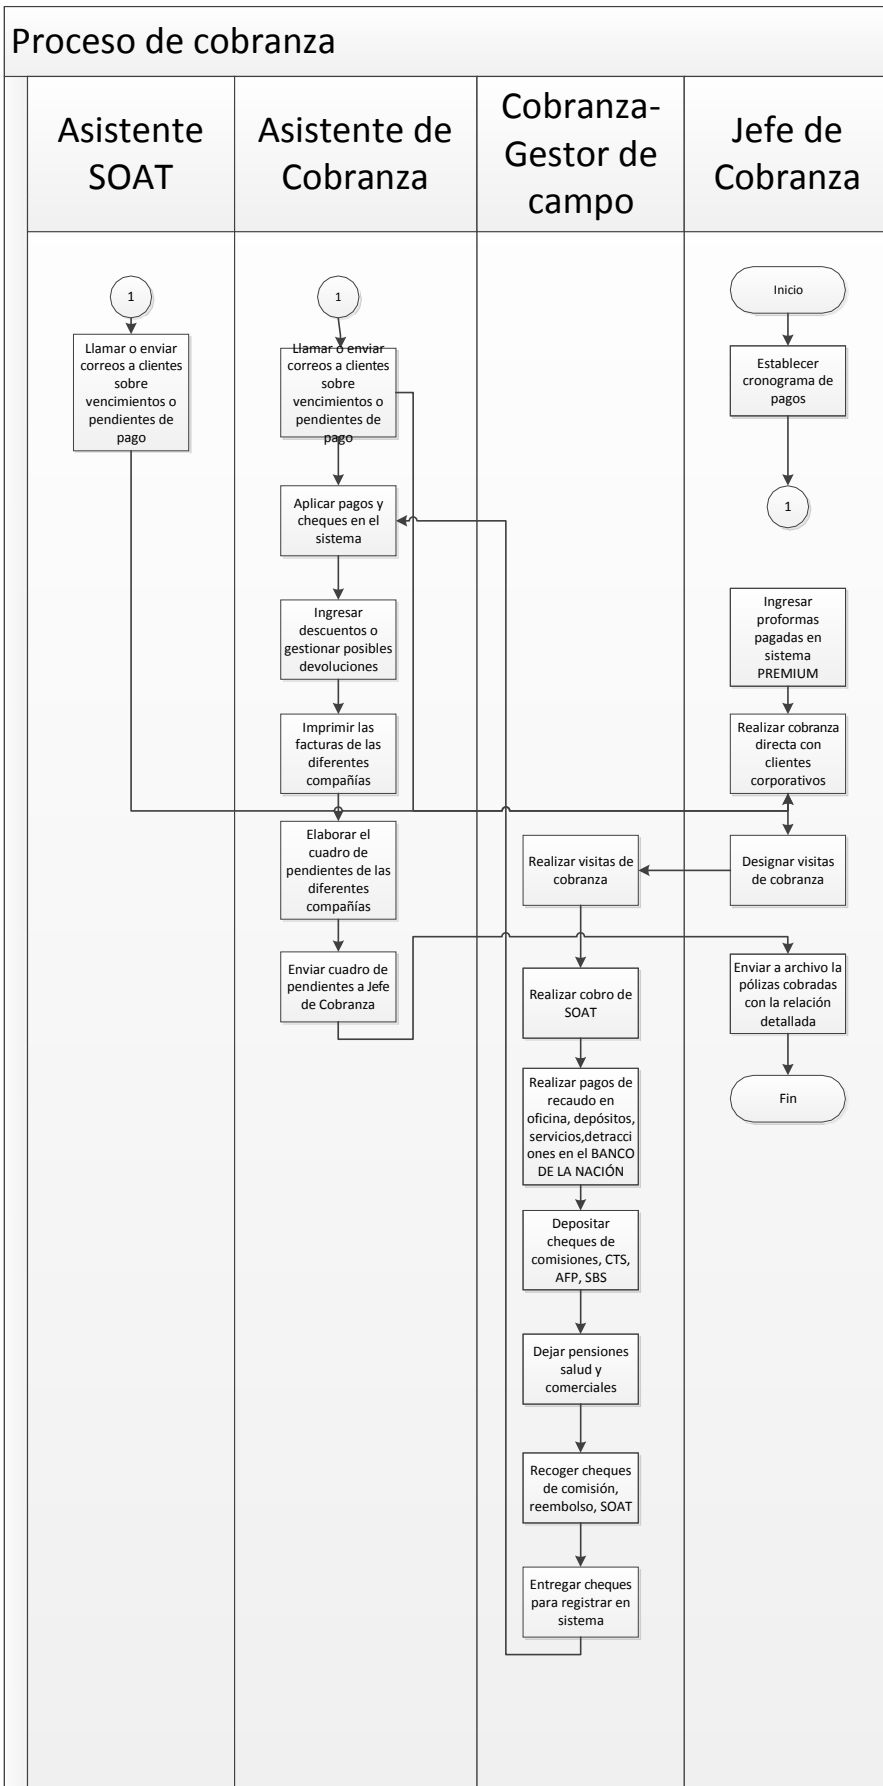 Proceso de cobranza
Asistente
SOAT
Asistente de
Cobranza
Cobranza-
Gestor de
campo
Jefe de
Cobranza
1
Llamar o enviar
correos a clientes
sobre
vencimientos o
pendientes de
pago
1
Llamar o enviar
correos a clientes
sobre
vencimientos o
pendientes de
pago
Aplicar pagos y
cheques en el
sistema
Ingresar
descuentos o
gestionar posibles
devoluciones
Imprimir las
facturas de las
diferentes
compañías
Elaborar el
cuadro de
pendientes de las
diferentes
compañías
Enviar cuadro de
pendientes a Jefe
de Cobranza
Realizar visitas de
cobranza
Realizar cobro de
SOAT
Realizar pagos de
recaudo en
oficina, depósitos,
servicios,detracci
ones en el BANCO
DE LA NACIÓN
Depositar
cheques de
comisiones, CTS,
AFP, SBS
Dejar pensiones
salud y
comerciales
Recoger cheques
de comisión,
reembolso, SOAT
Entregar cheques
para registrar en
sistema
Inicio
Establecer
cronograma de
pagos
1
Ingresar
proformas
pagadas en
sistema
PREMIUM
Realizar cobranza
directa con
clientes
corporativos
Designar visitas
de cobranza
Enviar a archivo la
pólizas cobradas
con la relación
detallada
Fin